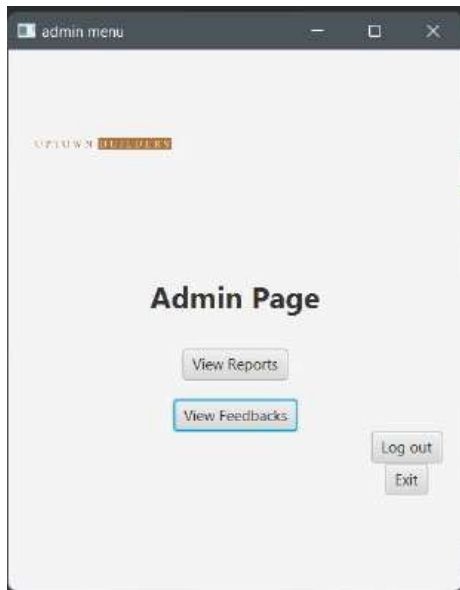 admin menu
UPTOWN BUILDERS
Admin Page
View Reports
View Feedbacks
Log out
Exit